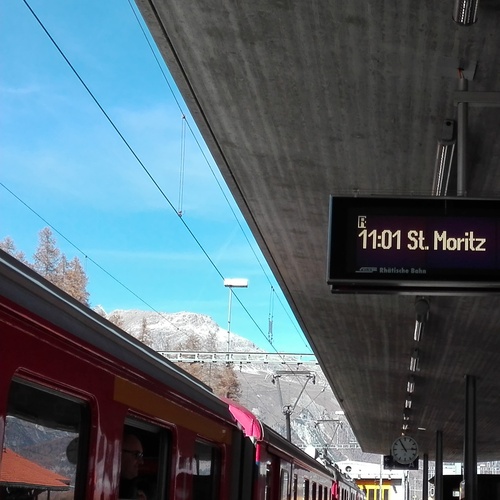 R
11:01 St. Moritz
Rhätische Bahn